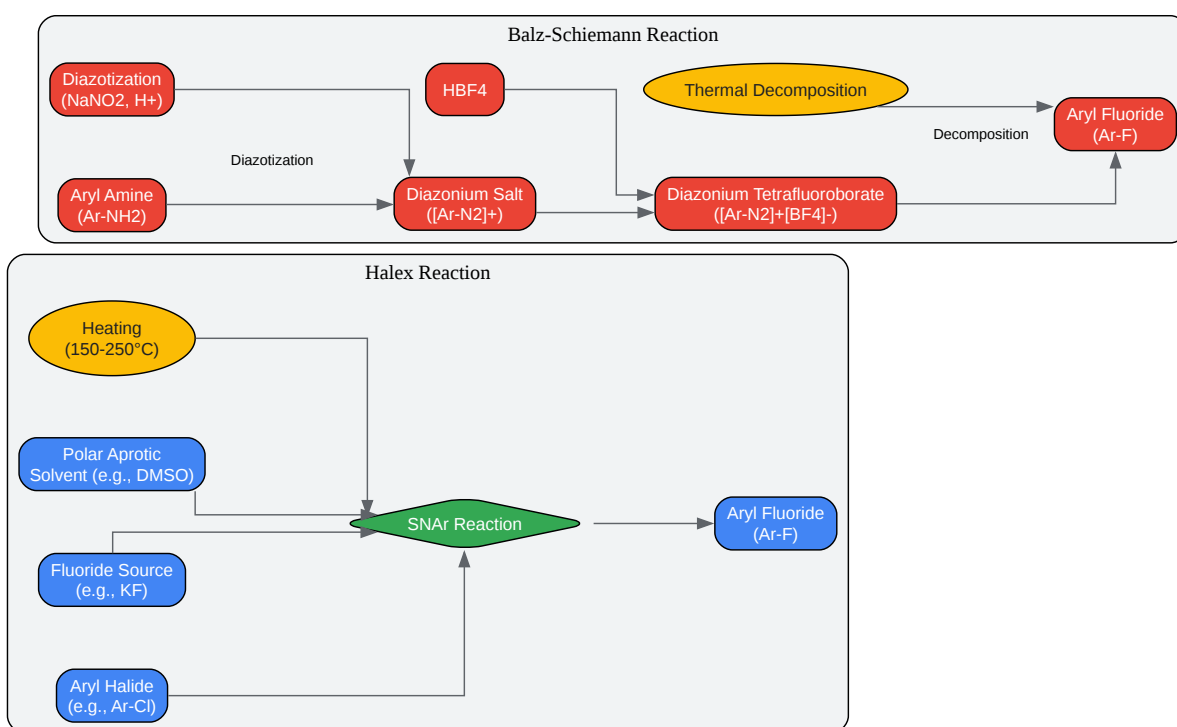 Balz-Schiemann Reaction
Diazotization
(NaNO2, H+)
HBF4
Thermal Decomposition
Aryl Fluoride
(Ar-F)
Decomposition
Diazotization
Aryl Amine
(Ar-NH2)
Diazonium Salt
([Ar-N2]+)
Diazonium Tetrafluoroborate
([Ar-N2]+[BF4]-)
Halex Reaction
Heating
(150-250°C)
Polar Aprotic
Solvent (e.g., DMSO)
SNAr Reaction
Aryl Fluoride
(Ar-F)
Fluoride Source
(e.g., KF)
Aryl Halide
(e.g., Ar-Cl)